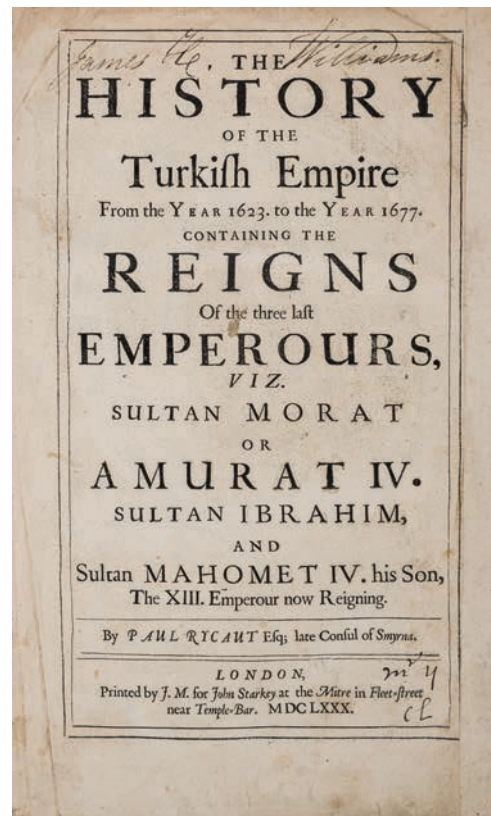 James Williams.
THE
HISTORY
OF THE
Turkiſh Empire
From the YEAR 1623. to the YEAR 1677.
CONTAINING THE
REIGNS
Of the three laſt
EMPEROURS,
VIZ.
SULTAN MORAT
OR
AMURAT IV.
SULTAN IBRAHIM,
AND
Sultan MAHOMET IV. his Son,
The XIII. Emperour now Reigning.
By PAUL RYCAUT Eſq; late Conſul of Smyrna.
LONDON,
Printed by J. M. for John Starkey at the Mitre in Fleet-ſtreet
near Temple-Bar. MDCLXXX.